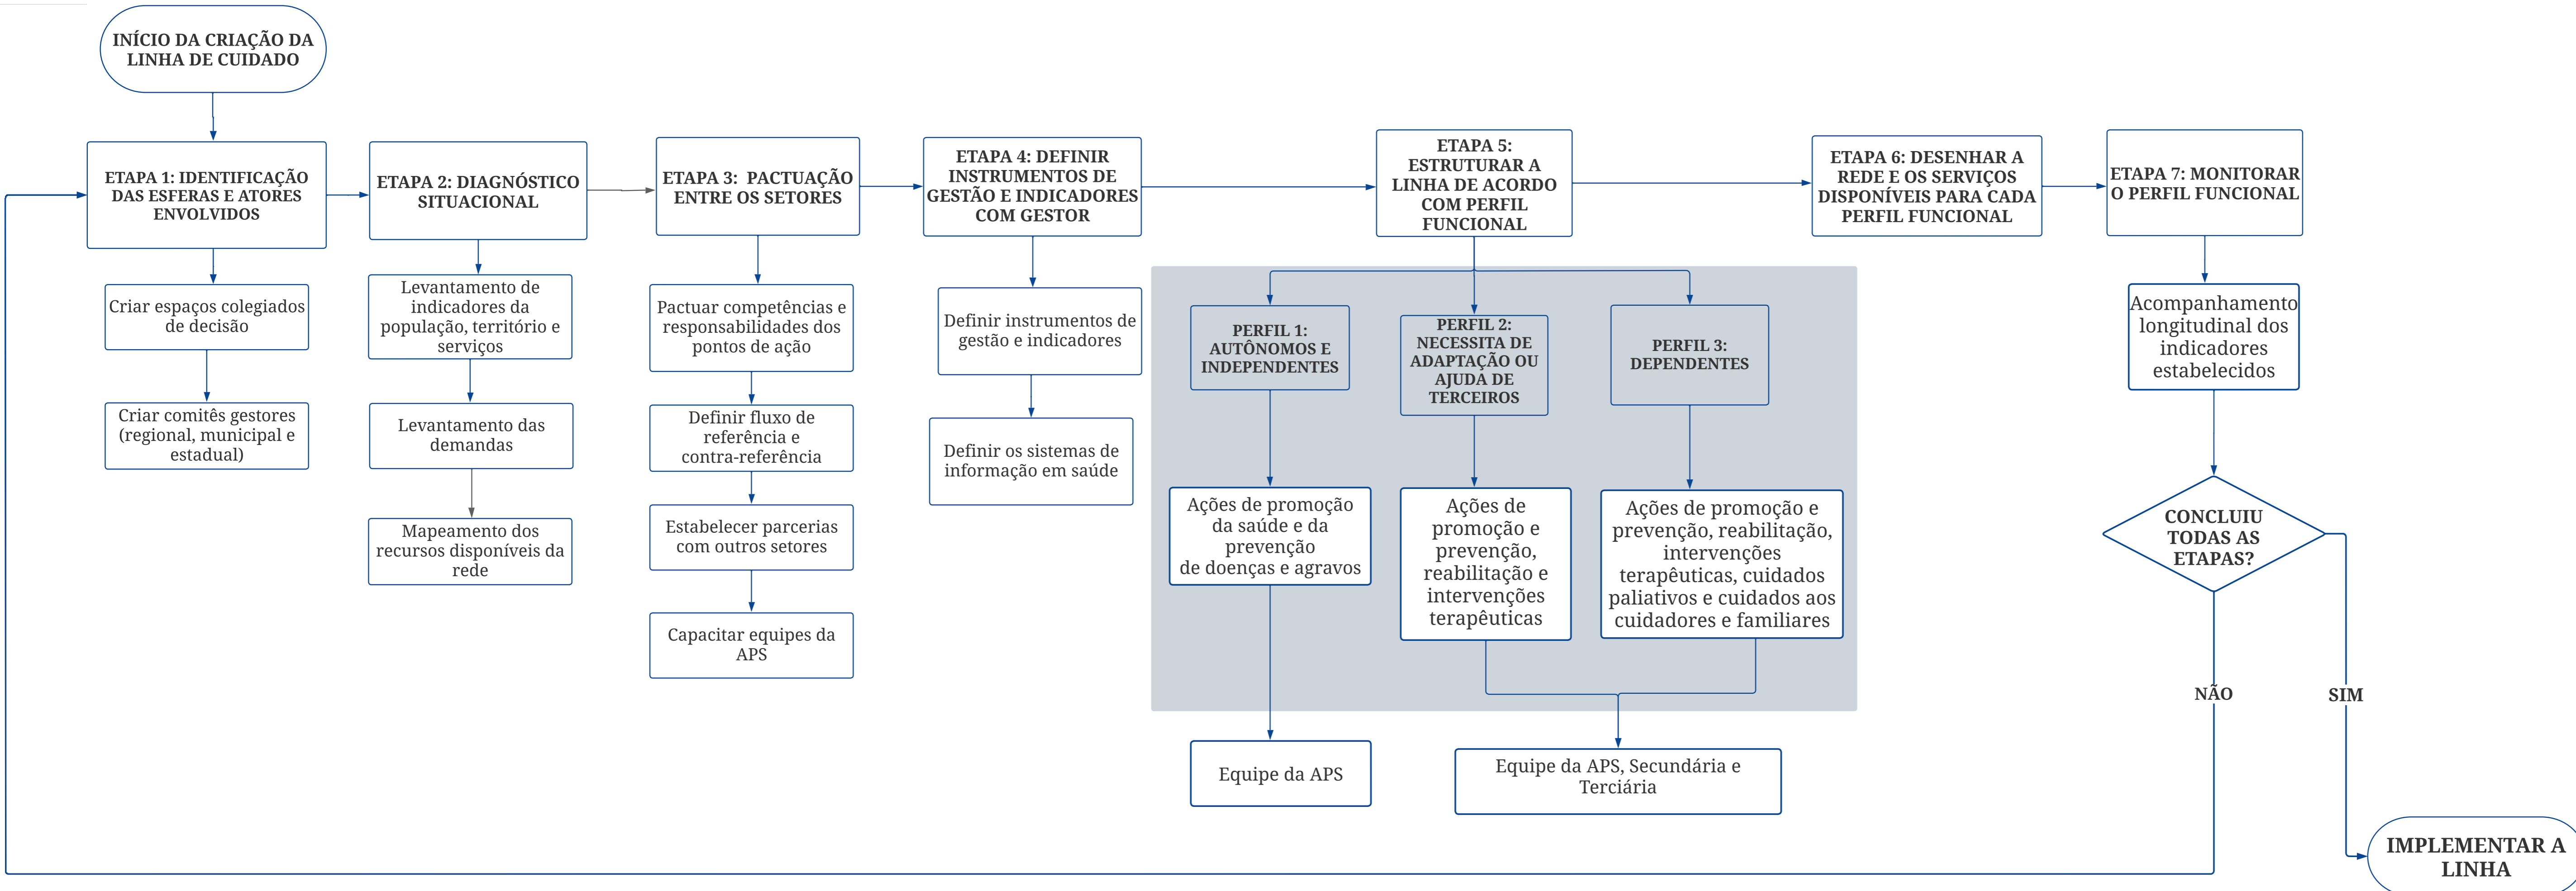 INÍCIO DA CRIAÇÃO DA
LINHA DE CUIDADO
ETAPA 1: IDENTIFICAÇÃO
DAS ESFERAS E ATORES
ENVOLVIDOS
Criar espaços colegiados
de decisão
Criar comitês gestores
(regional, municipal e
estadual)
ETAPA 2: DIAGNÓSTICO
SITUACIONAL
Levantamento de
indicadores da
população, território e
serviços
Levantamento das
demandas
Mapeamento dos
recursos disponíveis da
rede
ETAPA 3: PACTUAÇÃO
ENTRE OS SETORES
Pactuar competências e
responsabilidades dos
pontos de ação
Definir fluxo de
referência e
contra-referência
Estabelecer parcerias
com outros setores
Capacitar equipes da
APS
ETAPA 4: DEFINIR
INSTRUMENTOS DE
GESTÃO E INDICADORES
COM GESTOR
Definir instrumentos de
gestão e indicadores
Definir os sistemas de
informação em saúde
ETAPA 5:
ESTRUTURAR A
LINHA DE ACORDO
COM PERFIL
FUNCIONAL
PERFIL 1:
AUTÔNOMOS E
INDEPENDENTES
Ações de promoção
da saúde e da
prevenção
de doenças e agravos
Equipe da APS
PERFIL 2:
NECESSITA DE
ADAPTAÇÃO OU
AJUDA DE
TERCEIROS
Ações de
promoção e
prevenção,
reabilitação e
intervenções
terapêuticas
PERFIL 3:
DEPENDENTES
Ações de promoção e
prevenção, reabilitação,
intervenções
terapêuticas, cuidados
paliativos e cuidados aos
cuidadores e familiares
Equipe da APS, Secundária e
Terciária
ETAPA 6: DESENHAR A
REDE E OS SERVIÇOS
DISPONÍVEIS PARA CADA
PERFIL FUNCIONAL
ETAPA 7: MONITORAR
O PERFIL FUNCIONAL
Acompanhamento
longitudinal dos
indicadores
estabelecidos
CONCLUIU
TODAS AS
ETAPAS?
NÃO
SIM
IMPLEMENTAR A
LINHA